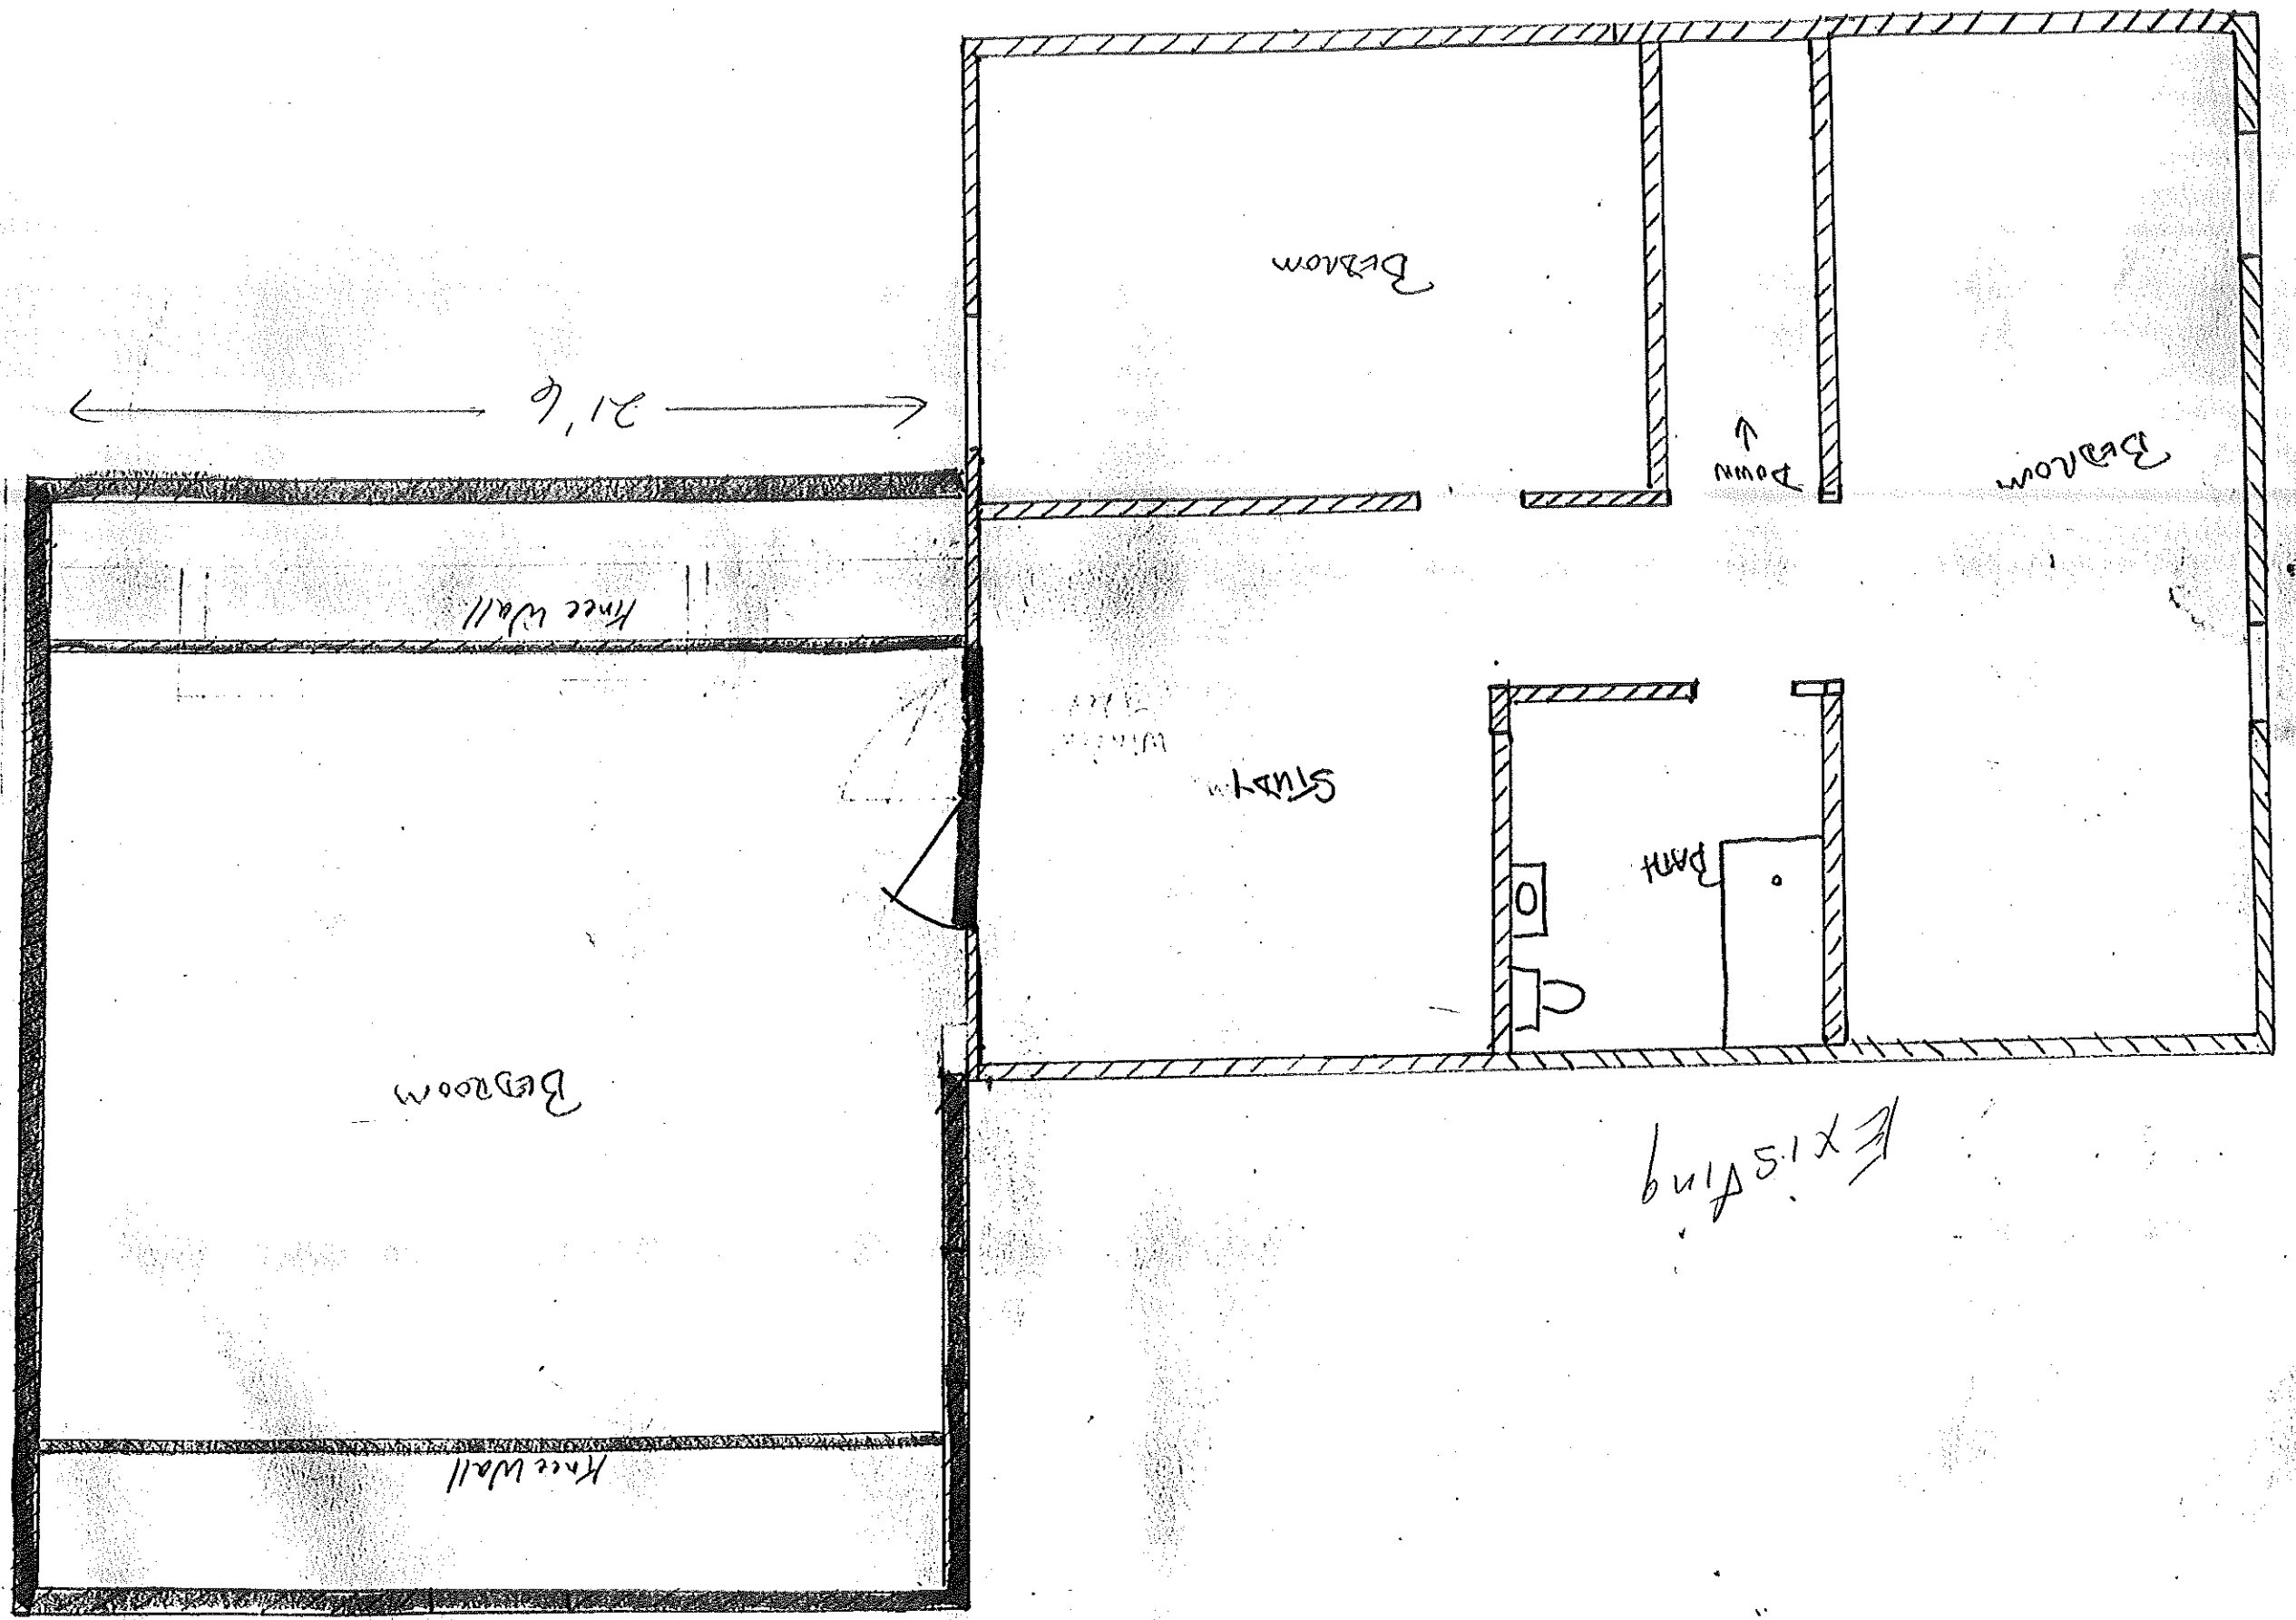 Knee Wall
Existing
BEDROOM
BATH
STUDY
Knee Wall
DOWN
BEDROOM
21'6
BEDROOM